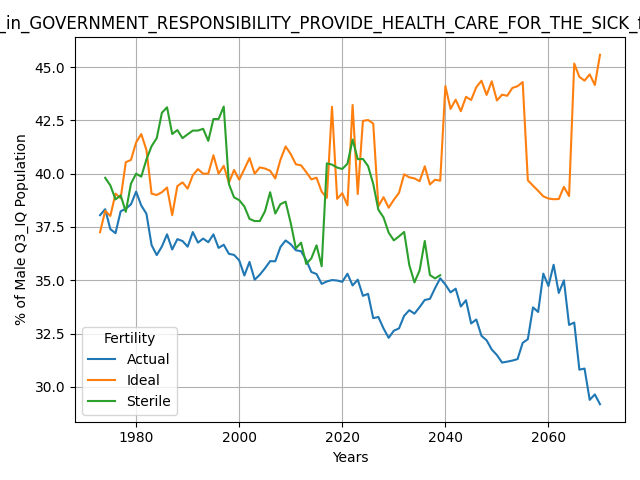 _in_GOVERNMENT_RESPONSIBILITY_PROVIDE_HEALTH_CARE_FOR_THE_SICK_
% of Male Q3_IQ Population
45.0
42.5
40.0
37.5
35.0
32.5
30.0
Fertility
Actual
Ideal
Sterile
1980
2000
2020
2040
2060
Years